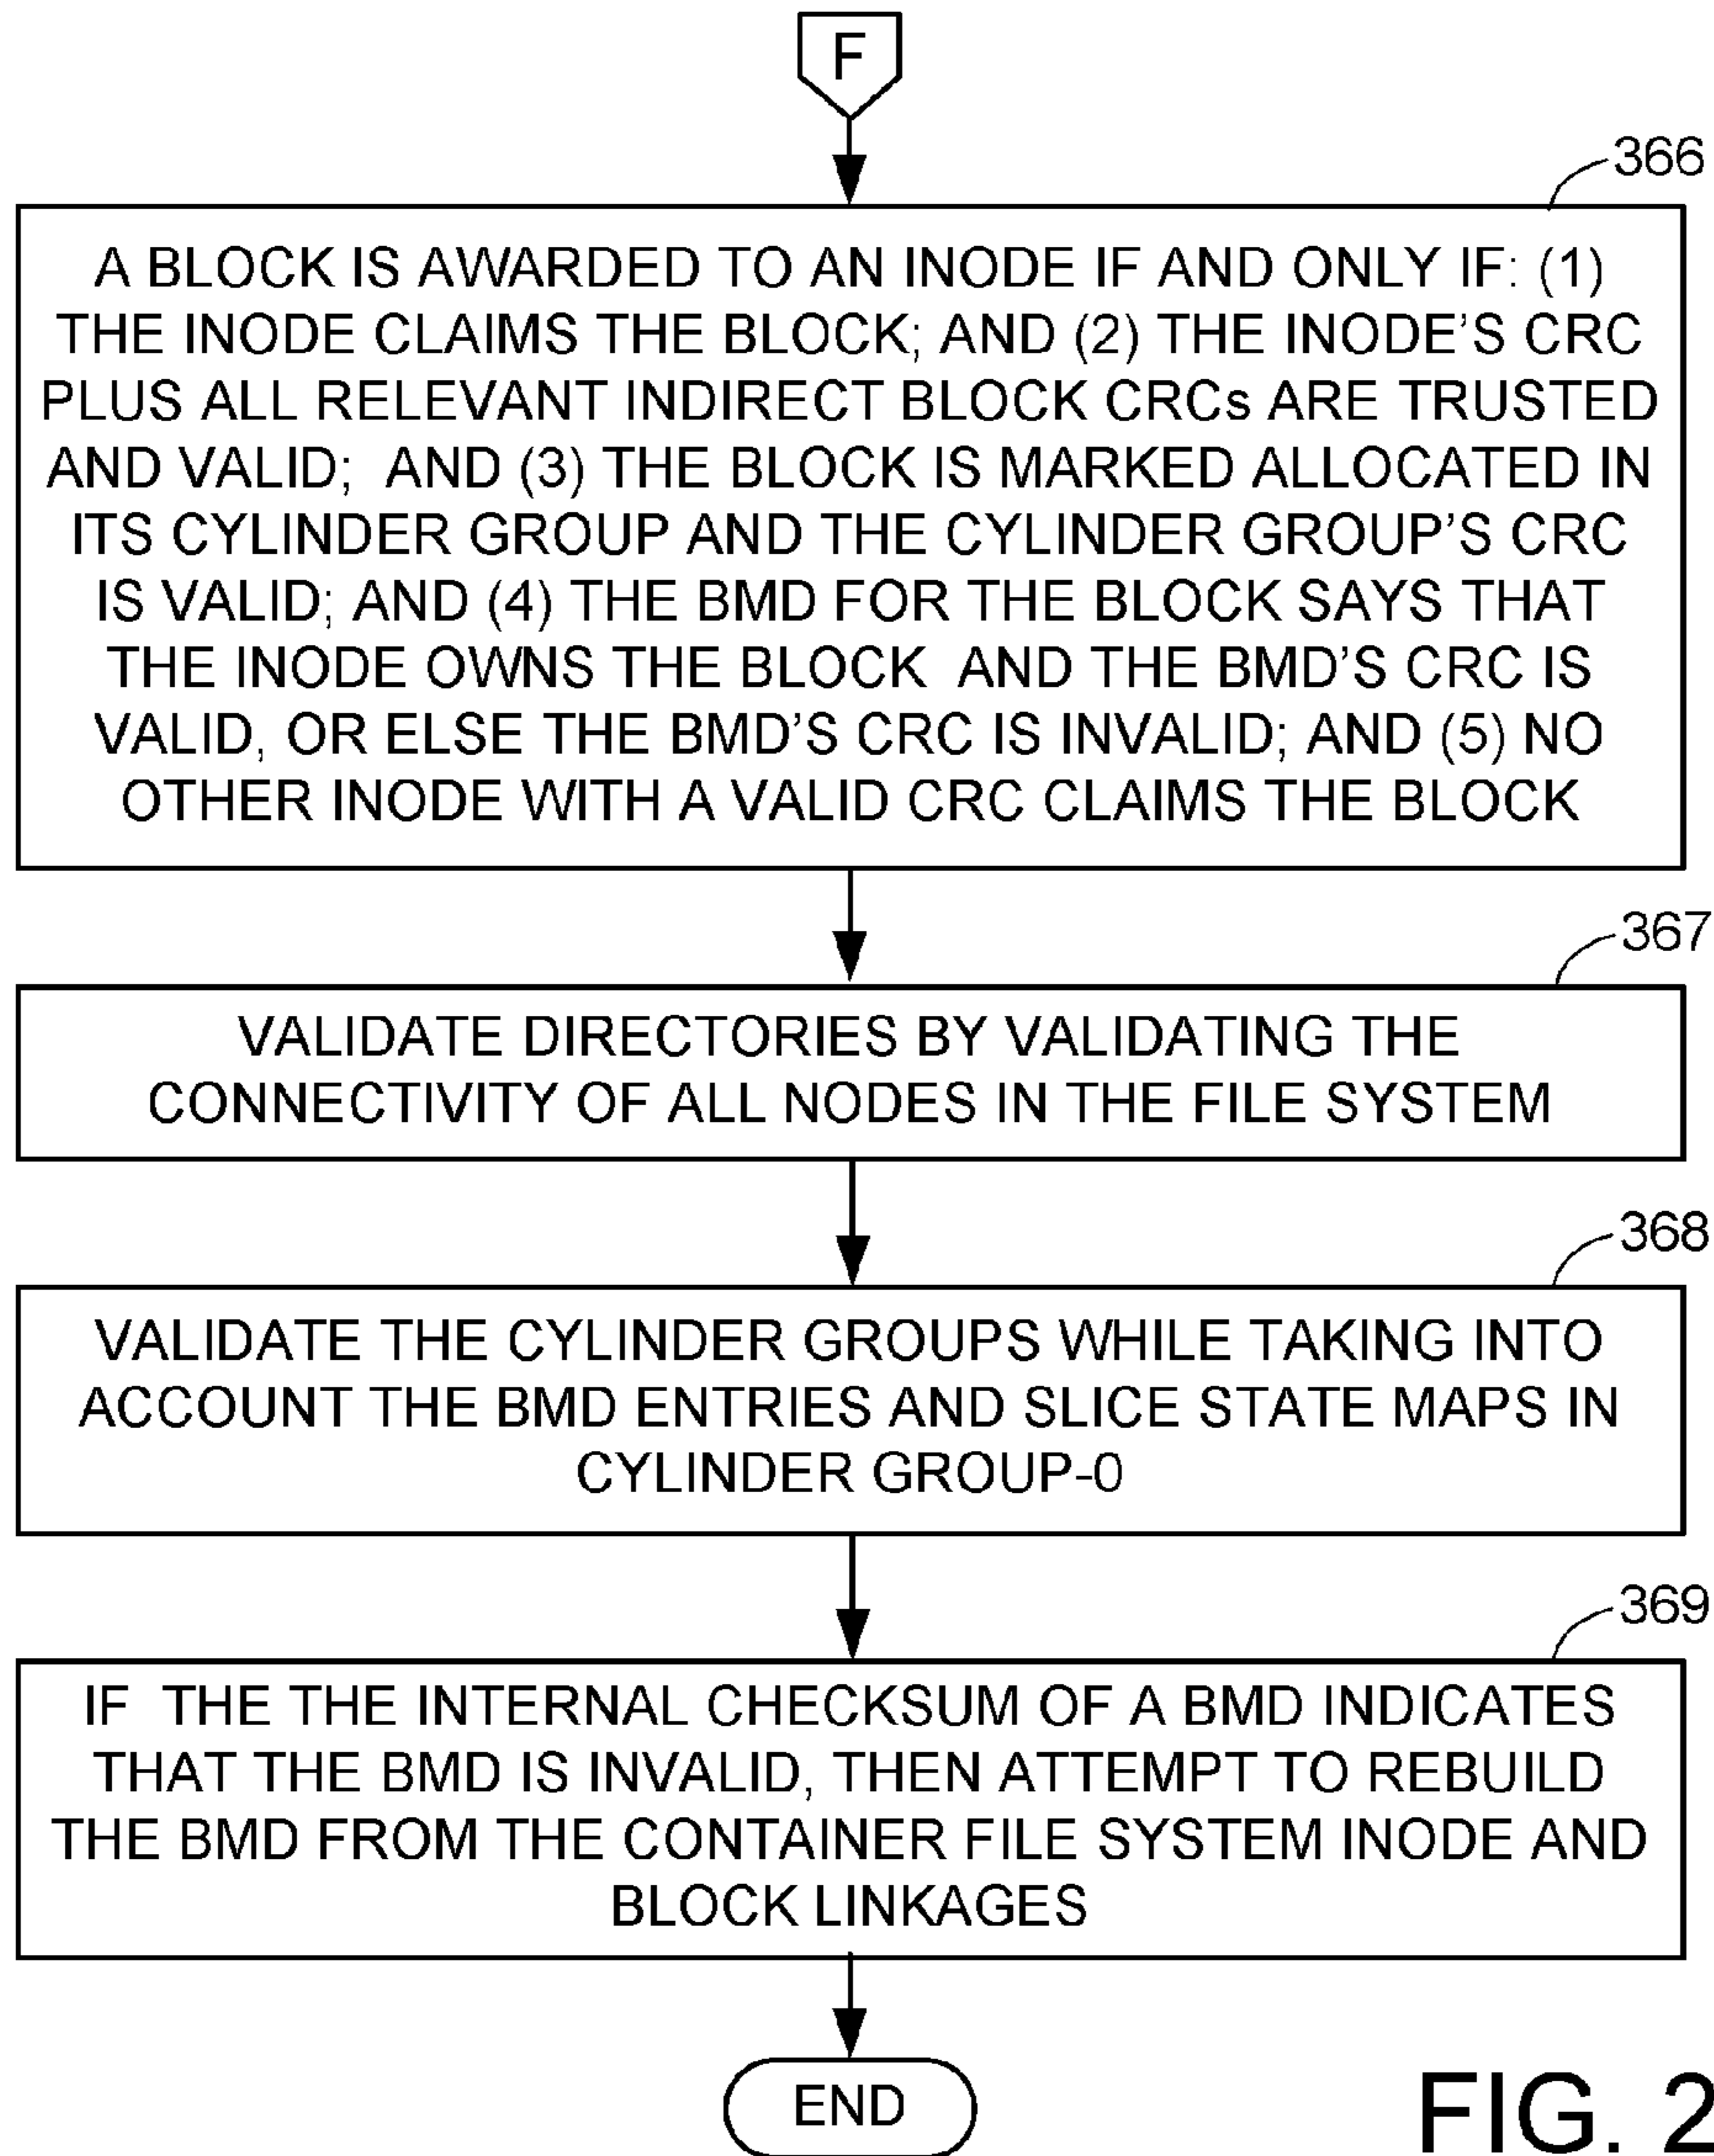 F
366
A BLOCK IS AWARDED TO AN INODE IF AND ONLY IF: (1)
THE INODE CLAIMS THE BLOCK; AND (2) THE INODE'S CRC
PLUS ALL RELEVANT INDIRECT BLOCK CRCs ARE TRUSTED
AND VALID; AND (3) THE BLOCK IS MARKED ALLOCATED IN
ITS CYLINDER GROUP AND THE CYLINDER GROUP'S CRC
IS VALID; AND (4) THE BMD FOR THE BLOCK SAYS THAT
THE INODE OWNS THE BLOCK AND THE BMD'S CRC IS
VALID, OR ELSE THE BMD'S CRC IS INVALID; AND (5) NO
OTHER INODE WITH A VALID CRC CLAIMS THE BLOCK
367
VALIDATE DIRECTORIES BY VALIDATING THE
CONNECTIVITY OF ALL NODES IN THE FILE SYSTEM
368
VALIDATE THE CYLINDER GROUPS WHILE TAKING INTO
ACCOUNT THE BMD ENTRIES AND SLICE STATE MAPS IN
CYLINDER GROUP-0
369
IF THE THE INTERNAL CHECKSUM OF A BMD INDICATES
THAT THE BMD IS INVALID, THEN ATTEMPT TO REBUILD
THE BMD FROM THE CONTAINER FILE SYSTEM INODE AND
BLOCK LINKAGES
END
FIG. 2